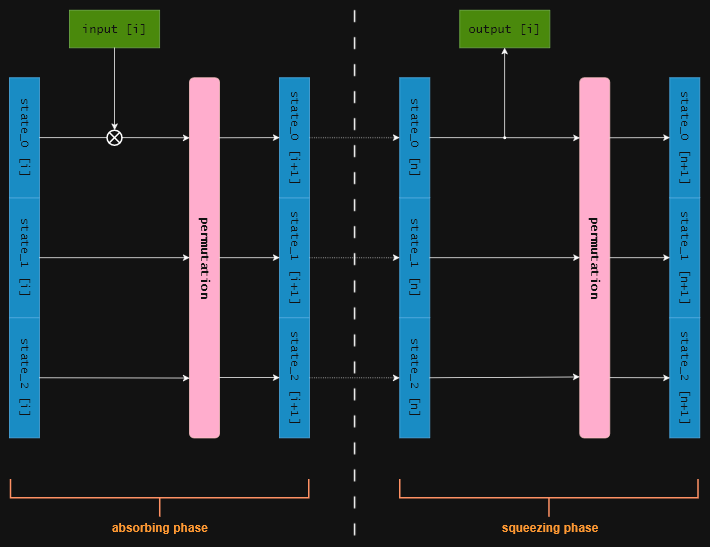 input [i]
output [i]
state_0 [i]
state_1 [i]
state_2 [i]
permutation
state_0 [i+1]
state_1 [i+1]
state_2 [i+1]
state_0 [n]
state_1 [n]
state_2 [n]
permutation
state_0 [n+1]
state_1 [n+1]
state_2 [n+1]
absorbing phase
squeezing phase